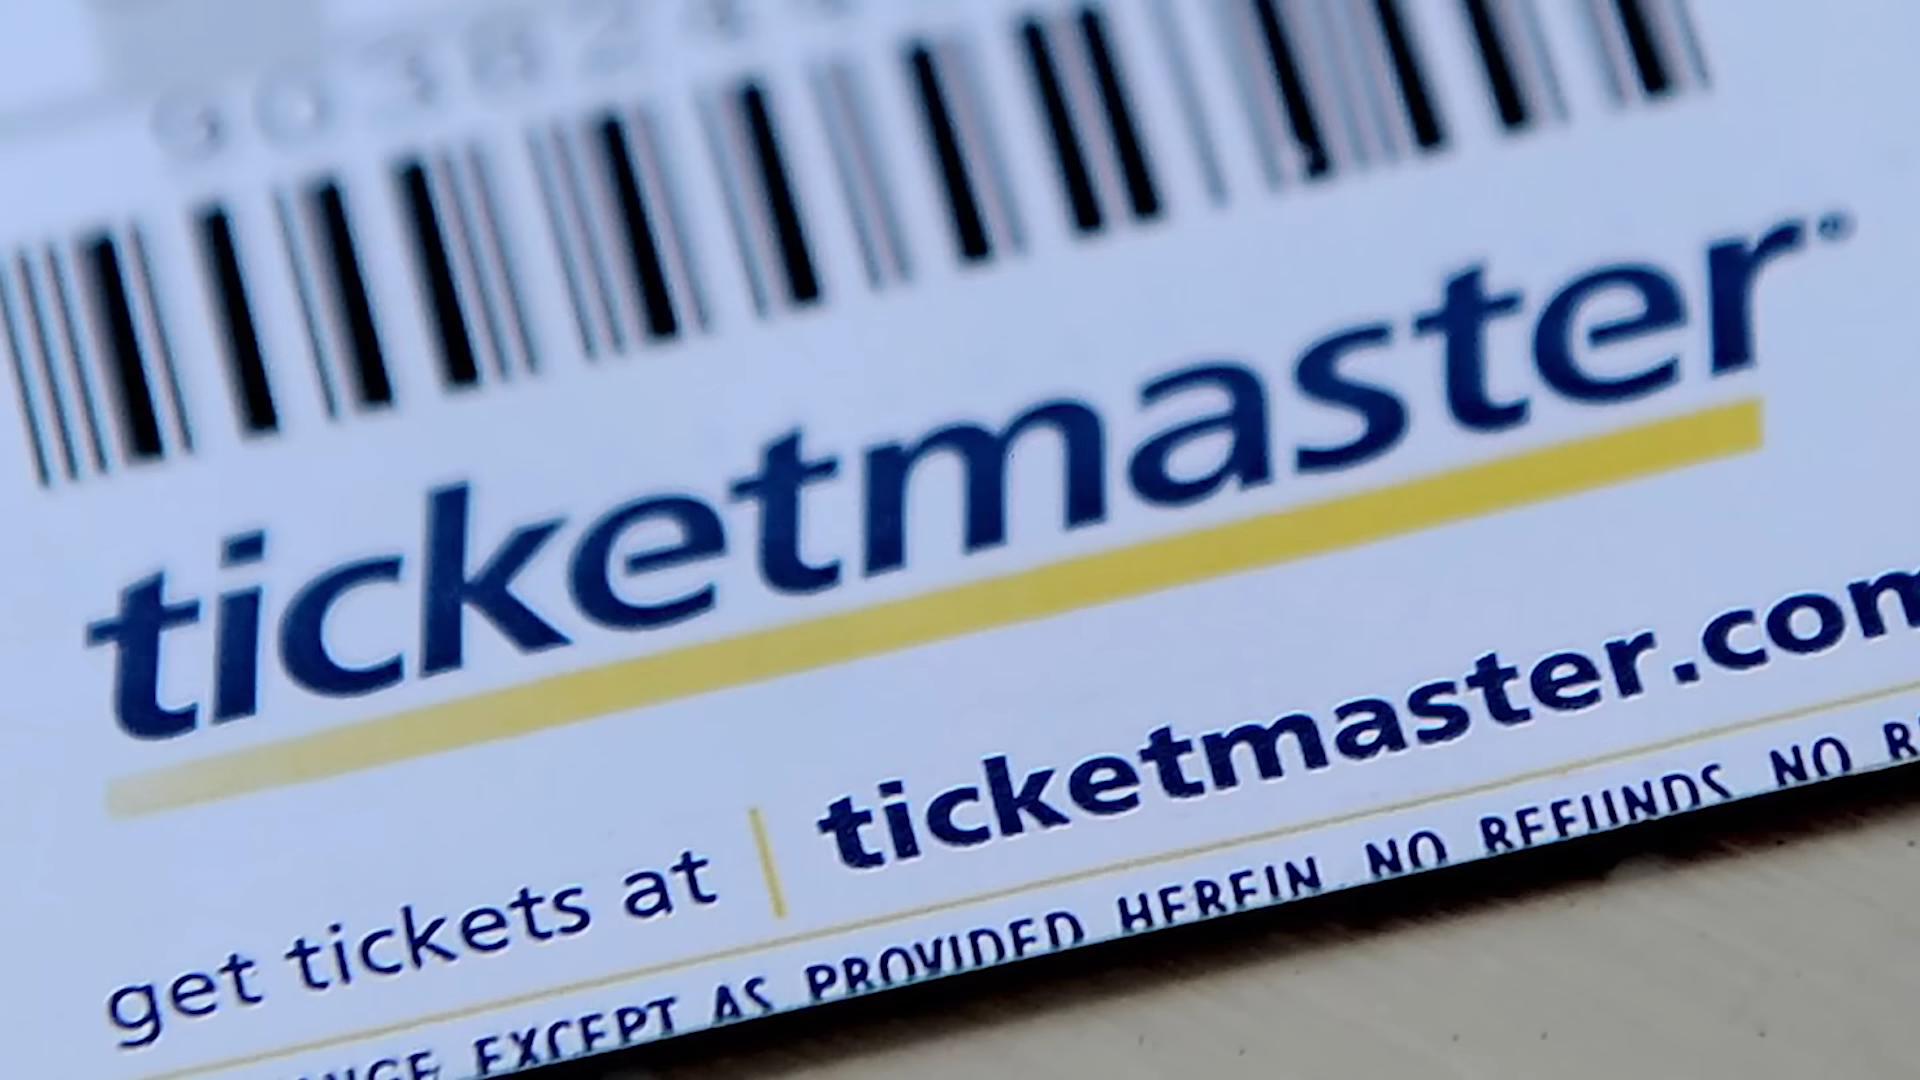 ticketmaster
get tickets at | ticketmaster.com
EXCEPT AS PROVIDED HEREIN NO REFUNDS NO